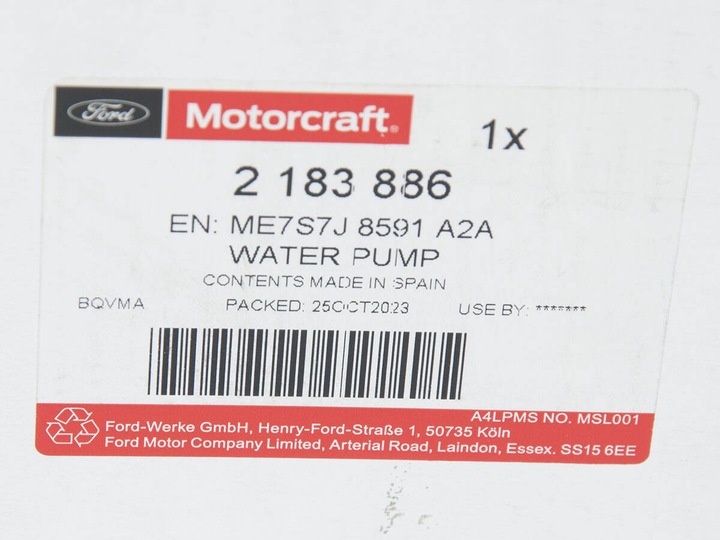 Ford Motorcraft® 1x
2 183 886
EN: ME7S7J 8591 A2A
WATER PUMP
CONTENTS MADE IN SPAIN
BQVMA PACKED: 25OCT2023 USE BY: *******
A4LPMS NO. MSL001
Ford-Werke GmbH, Henry-Ford-Straße 1, 50735 Köln
Ford Motor Company Limited, Arterial Road, Laindon, Essex. SS15 6EE